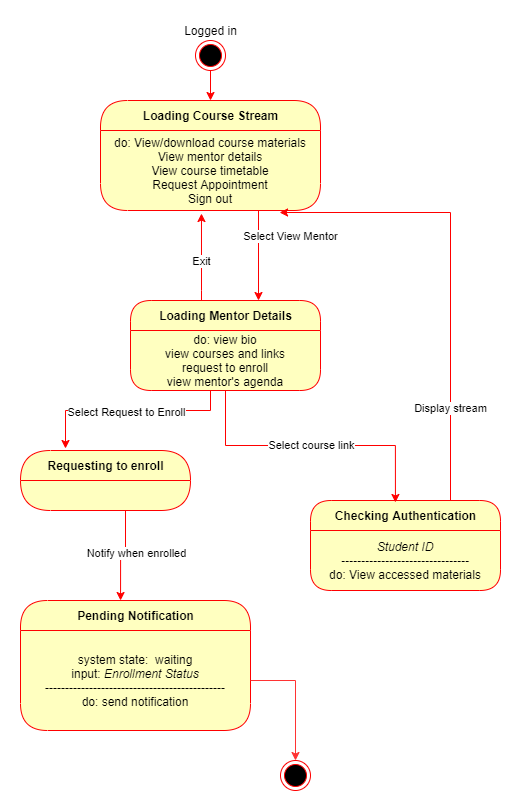 Logged in
Loading Course Stream
do: View/download course materials
View mentor details
View course timetable
Request Appointment
Sign out
Select View Mentor
Exit
Loading Mentor Details
do: view bio
view courses and links
request to enroll
view mentor's agenda
Select Request to Enroll
Display stream
Select course link
Requesting to enroll
Checking Authentication
Student ID
--------------------------------
do: View accessed materials
Notify when enrolled
Pending Notification
system state:  waiting
input: Enrollment Status
---------------------------------------------
do: send notification